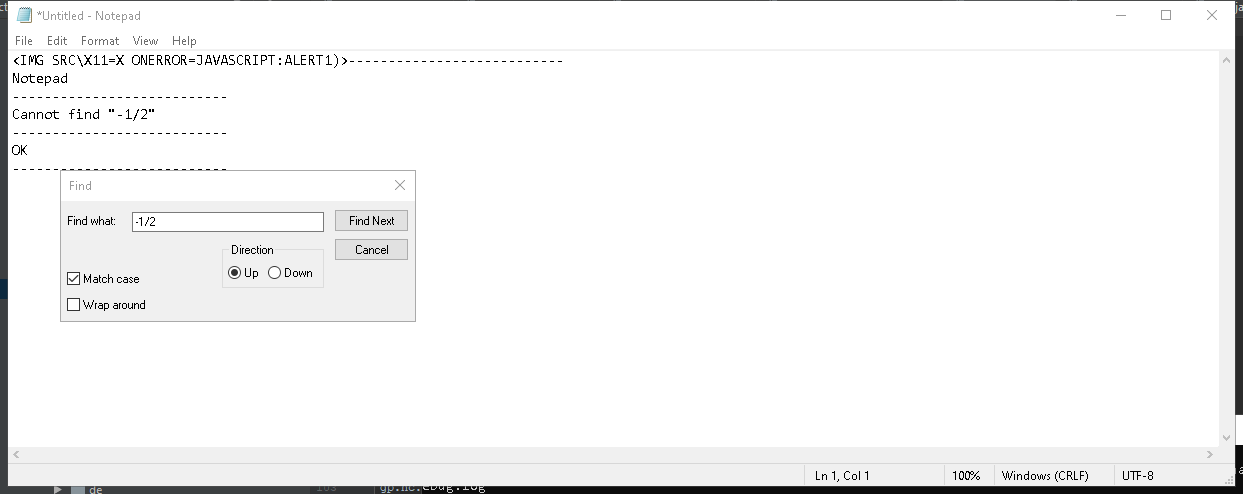 *Untitled - Notepad
File Edit Format View Help
<IMG SRC\X11=X ONERROR=JAVASCRIPT:ALERT1)>---------------------------
Notepad
---------------------------
Cannot find "-1/2"
---------------------------
OK
---------------------------
Find
Find what: -1/2 Find Next
Direction Cancel
Up Down
Match case
Wrap around
Ln 1, Col 1 100% Windows (CRLF) UTF-8
de